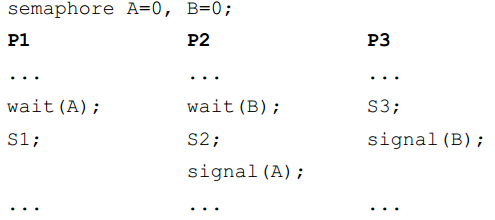 semaphore A=0, B=0;
P1 P2 P3
... ... ...
wait(A); wait(B); S3;
S1; S2; signal(B);
signal(A);
... ... ...